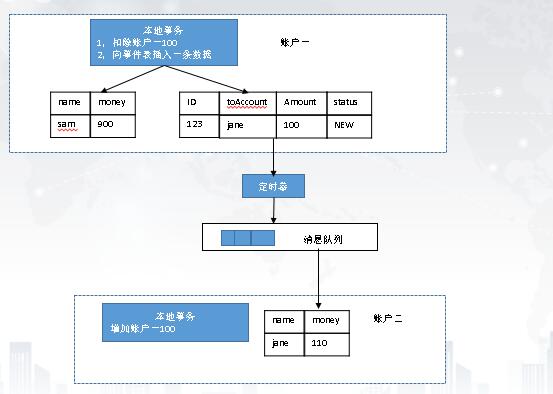 本地事务
1, 扣除账户一100
2, 向事件表插入一条数据
账户一
name money
sam 900
ID toAccount Amount status
123 jane 100 NEW
定时器
消息队列
本地事务
增加账户一100
账户二
name money
jane 110